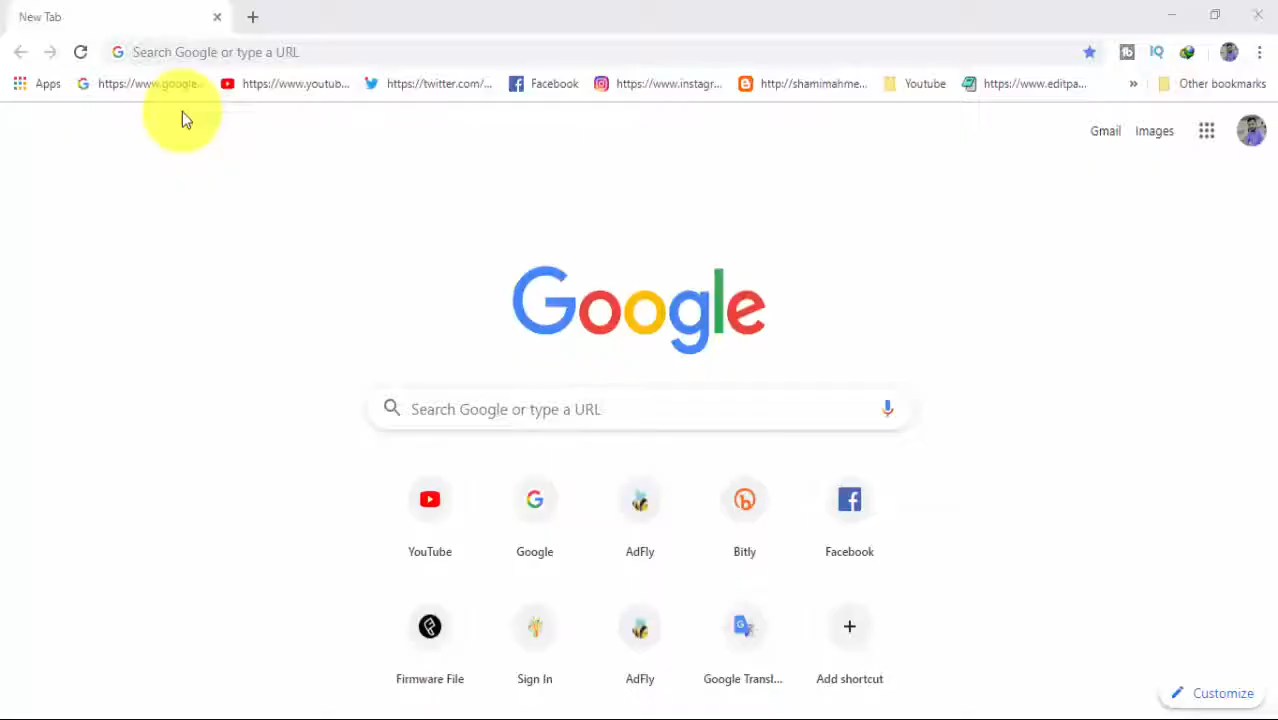 New Tab
Search Google or type a URL
Apps https://www.google... https://www.youtub... https://twitter.com/... Facebook https://www.instagr... http://shamimahme... Youtube https://www.editpa... » Other bookmarks
Gmail Images
Google
Search Google or type a URL
YouTube Google AdFly Bitly Facebook
Firmware File Sign In AdFly Google Transl... Add shortcut
Customize